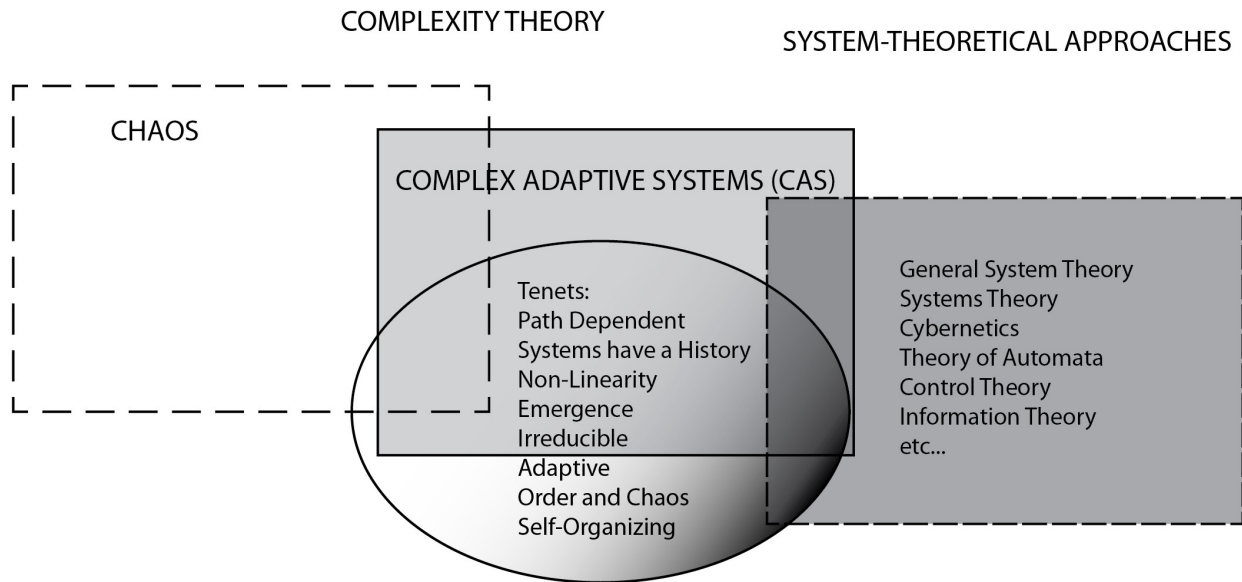 COMPLEXITY THEORY
SYSTEM-THEORETICAL APPROACHES
CHAOS
COMPLEX ADAPTIVE SYSTEMS (CAS)
Tenets:
Path Dependent
Systems have a History
Non-Linearity
Emergence
Irreducible
Adaptive
Order and Chaos
Self-Organizing
General System Theory
Systems Theory
Cybernetics
Theory of Automata
Control Theory
Information Theory
etc...